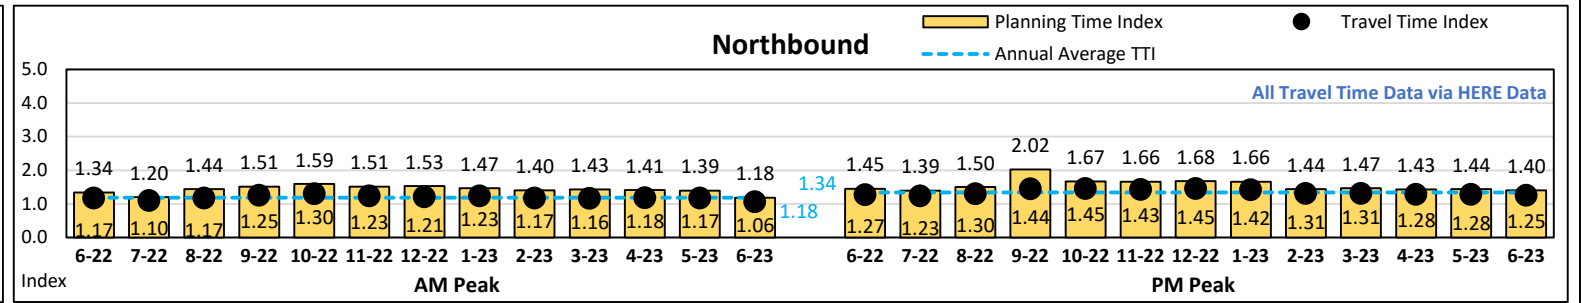 Northbound
Planning Time Index
Travel Time Index
Annual Average TTI
All Travel Time Data via HERE Data
5.0
4.0
3.0
2.0
1.0
0.0
1.34 1.20 1.44 1.51 1.59 1.51 1.53 1.47 1.40 1.43 1.41 1.39 1.18
1.45 1.39 1.50 2.02 1.67 1.66 1.68 1.66 1.44 1.47 1.43 1.44 1.40
1.34
1.18
1.17 1.10 1.17 1.25 1.30 1.23 1.21 1.23 1.17 1.16 1.18 1.17 1.06
1.27 1.23 1.30 1.44 1.45 1.43 1.45 1.42 1.31 1.31 1.28 1.28 1.25
6-22 7-22 8-22 9-22 10-22 11-22 12-22 1-23 2-23 3-23 4-23 5-23 6-23
6-22 7-22 8-22 9-22 10-22 11-22 12-22 1-23 2-23 3-23 4-23 5-23 6-23
Index
AM Peak
PM Peak